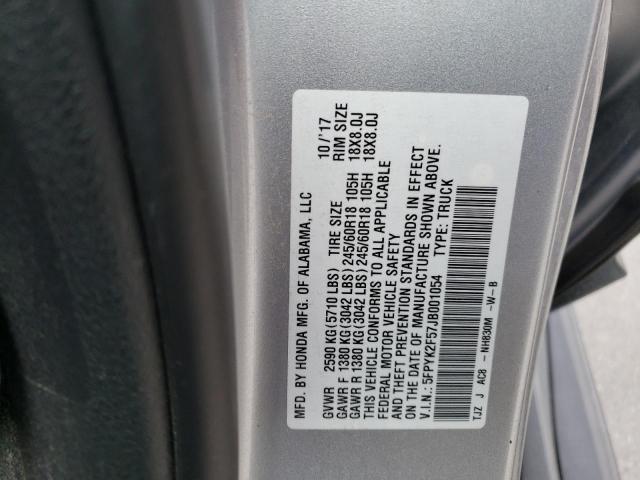 MFD. BY HONDA MFG. OF ALABAMA, LLC 10/'17
GVWR 2590 KG (5710 LBS) TIRE SIZE RIM SIZE
GAWR F 1380 KG (3042 LBS) 245/60R18 105H 18X8.0J
GAWR R 1380 KG (3042 LBS) 245/60R18 105H 18X8.0J
THIS VEHICLE CONFORMS TO ALL APPLICABLE
FEDERAL MOTOR VEHICLE SAFETY
AND THEFT PREVENTION STANDARDS IN EFFECT
ON THE DATE OF MANUFACTURE SHOWN ABOVE.
V.I.N.: 5FPYK2F57JB001054 TYPE: TRUCK
TJZ J AC8 - NH830M -W-B